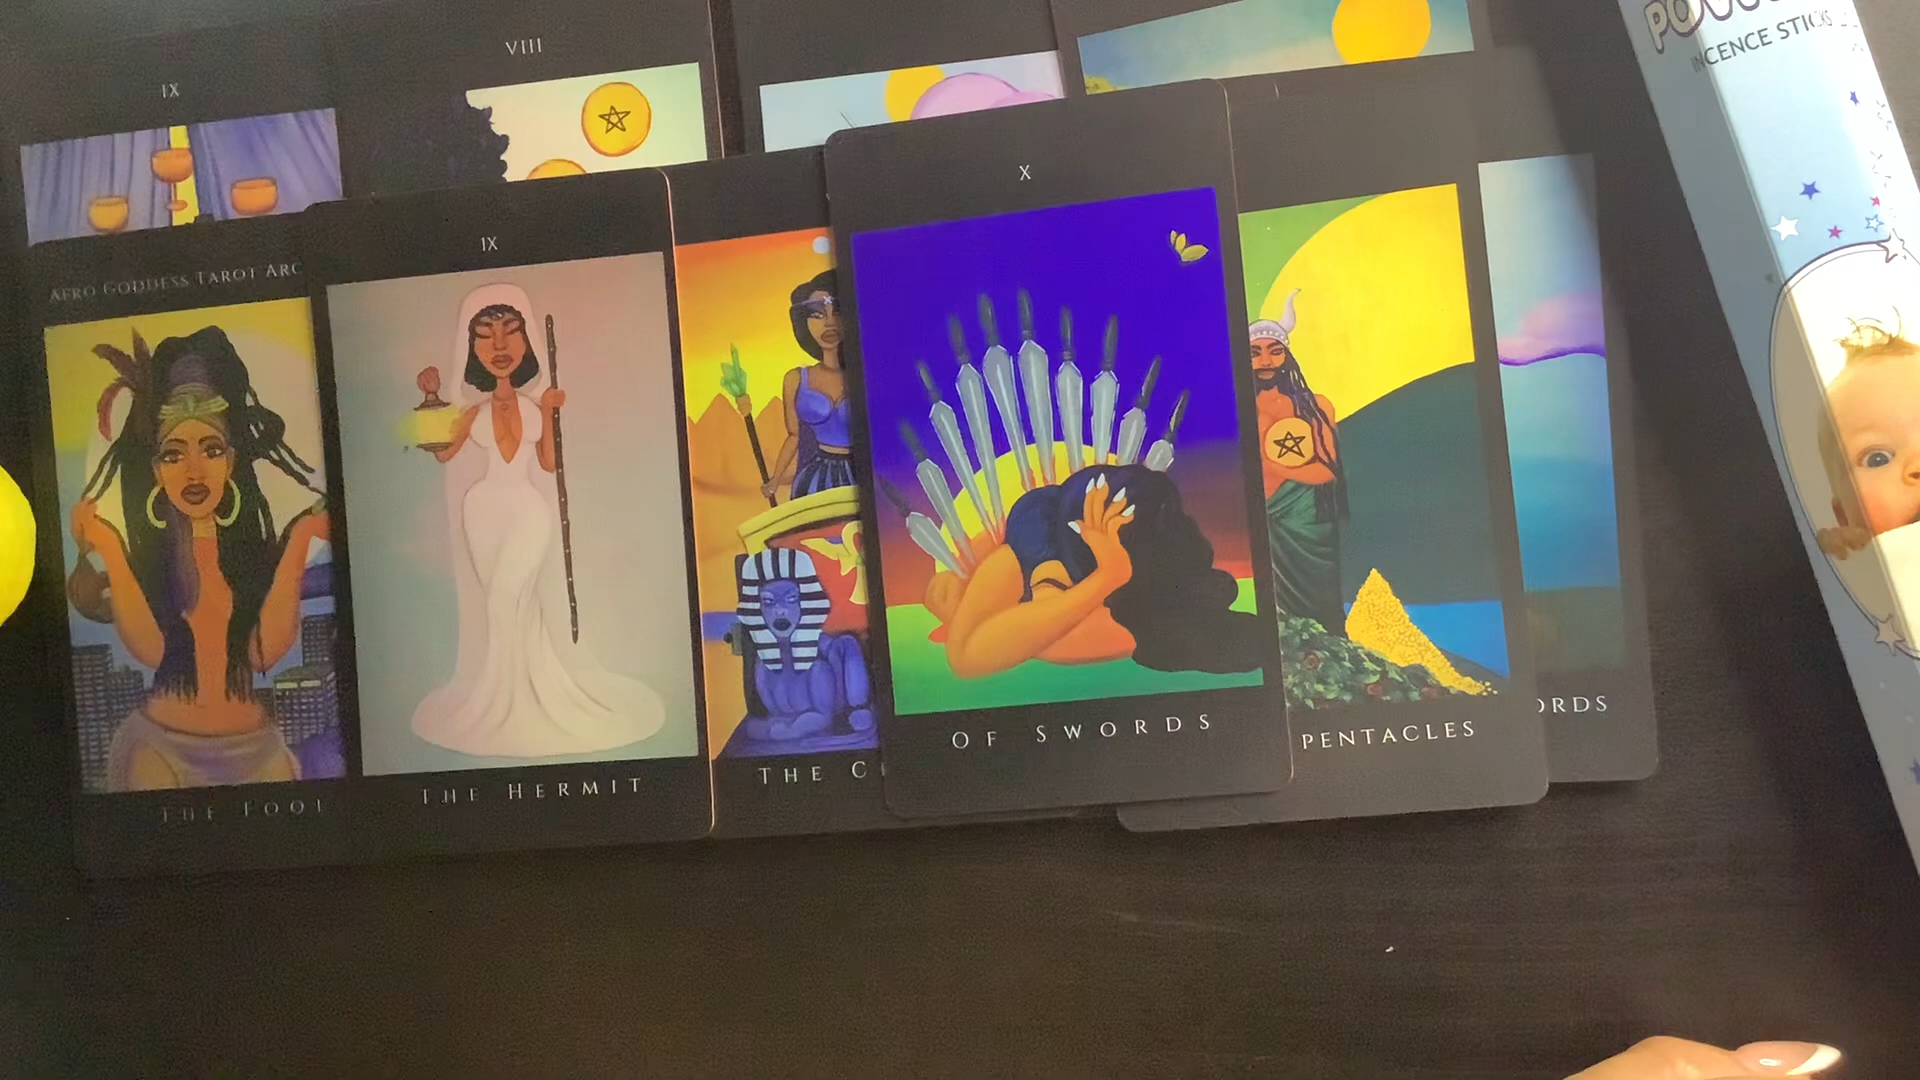 VIII
IX
INCENCE STICKS
X
IX
AFRO GODDESS TAROT ARC
ORDS
OF SWORDS
PENTACLES
THE C
THE HERMIT
THE FOOL